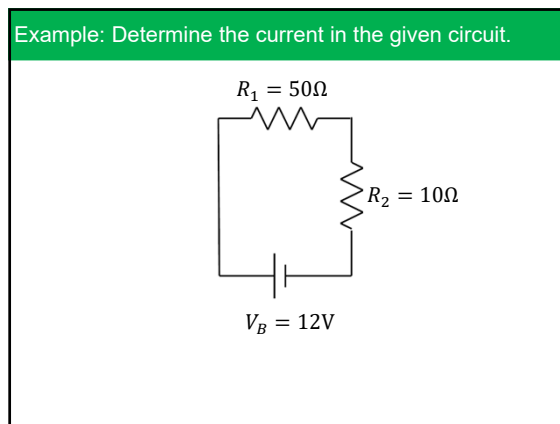 Example: Determine the current in the given circuit.
R₁ = 50Ω
R₂ = 10Ω
V_B = 12V